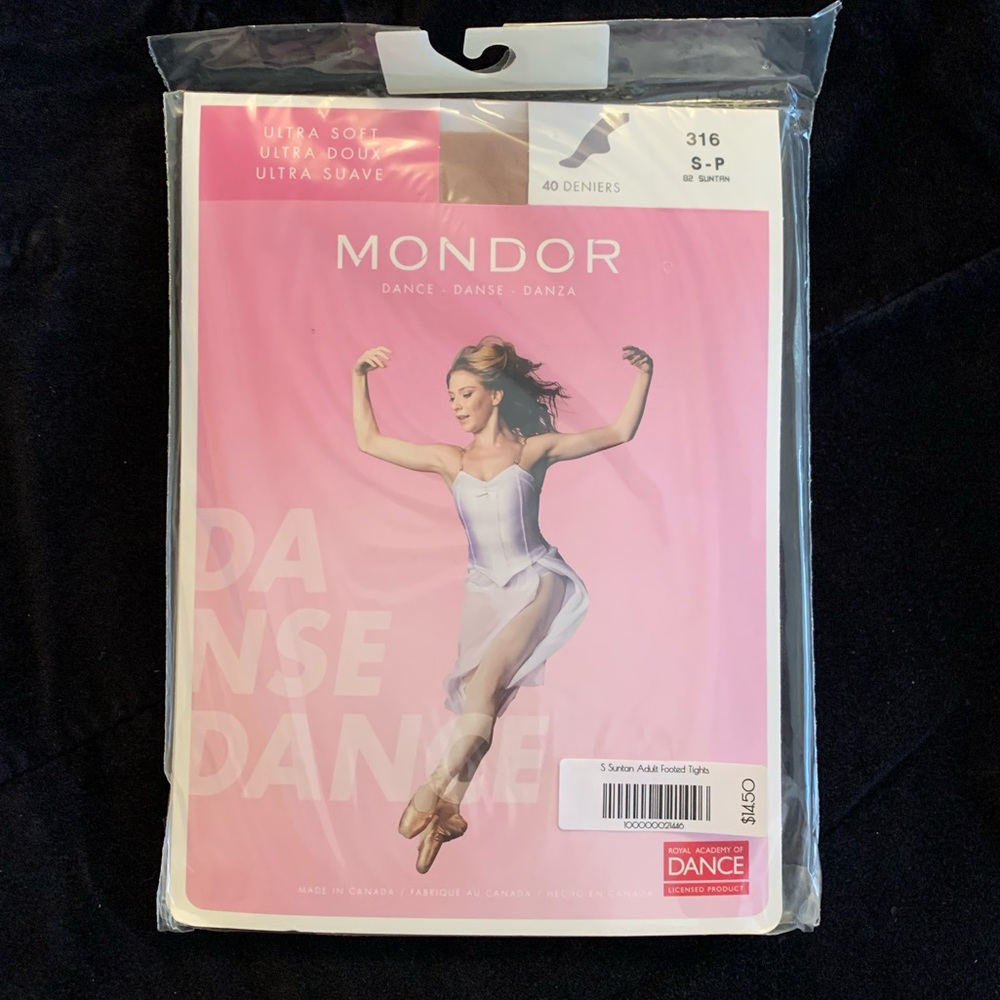 ULTRA SOFT
ULTRA DOUX
ULTRA SUAVE
40 DENIERS
316
S-P
82 SUNTAN
MONDOR
DANCE - DANSE - DANZA
DA
NSE
DANCE
S Suntan Adult Footed Tights
100000021446
$14.50
ROYAL ACADEMY OF
DANCE
LICENSED PRODUCT
MADE IN CANADA / FABRIQUÉ AU CANADA / HECHO EN CANADA